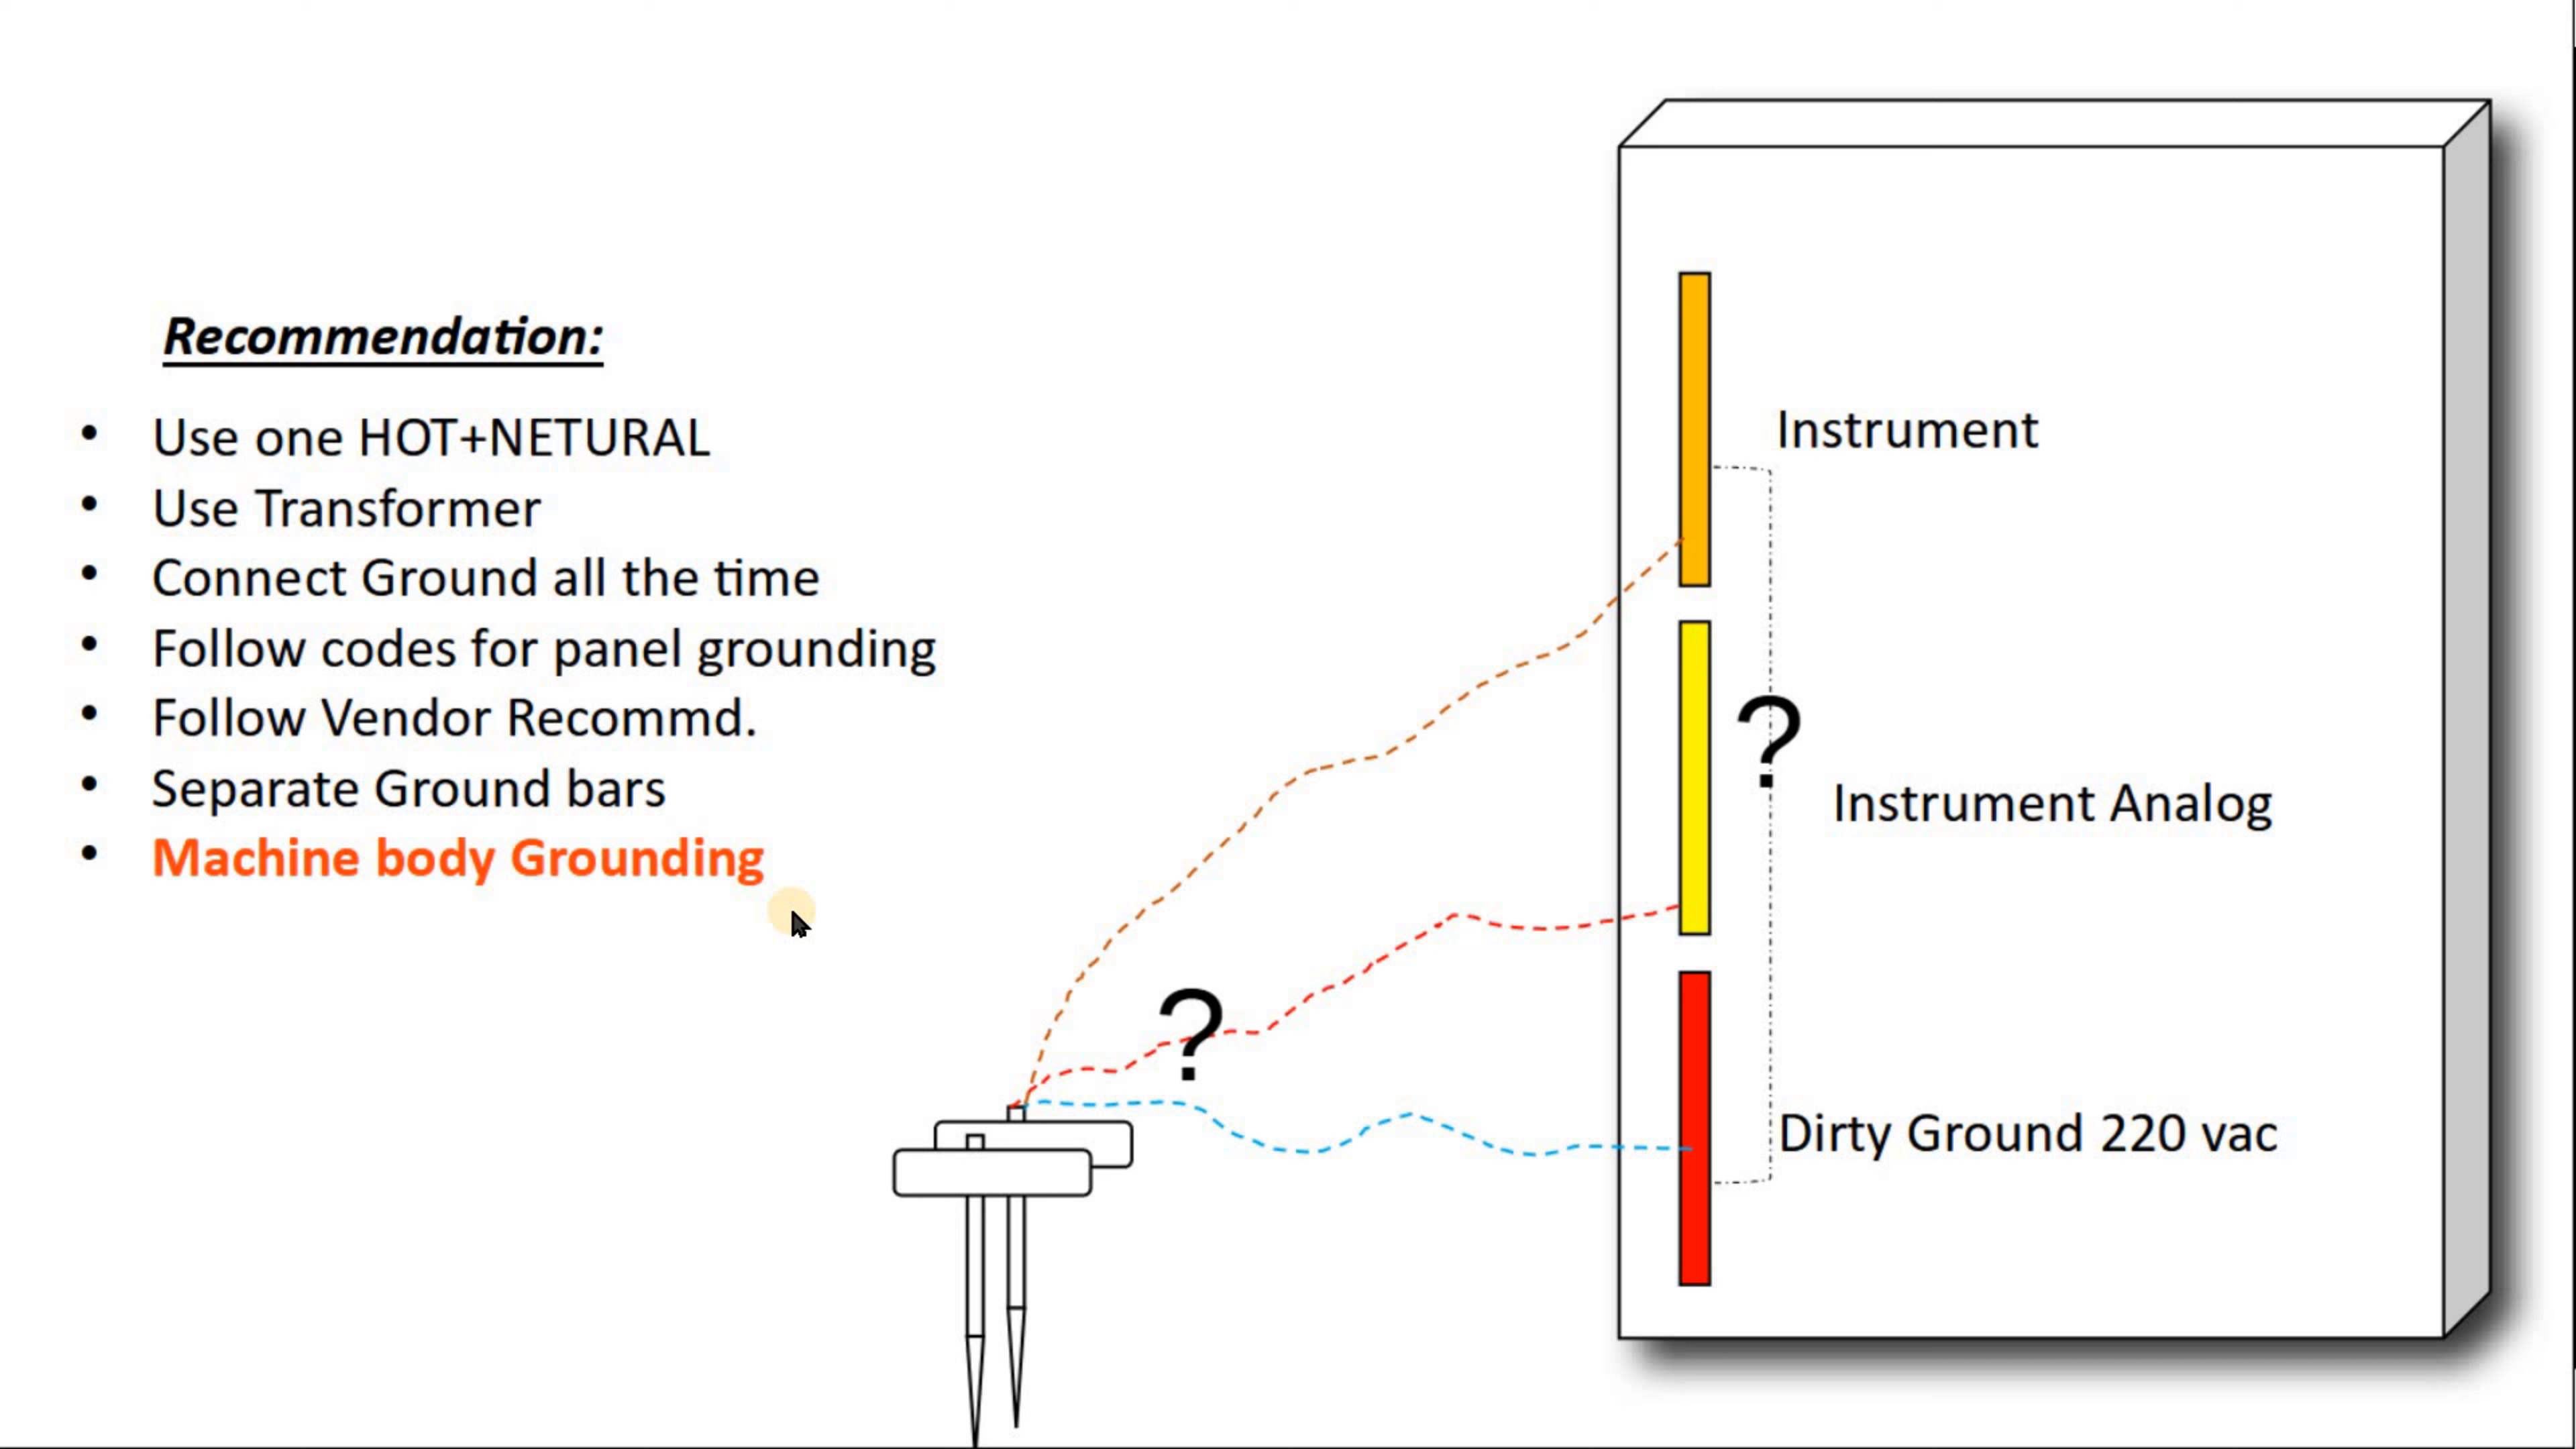 Recommendation:
• Use one HOT+NETURAL
• Use Transformer
• Connect Ground all the time
• Follow codes for panel grounding
• Follow Vendor Recommd.
• Separate Ground bars
• Machine body Grounding
Instrument
?
Instrument Analog
?
Dirty Ground 220 vac